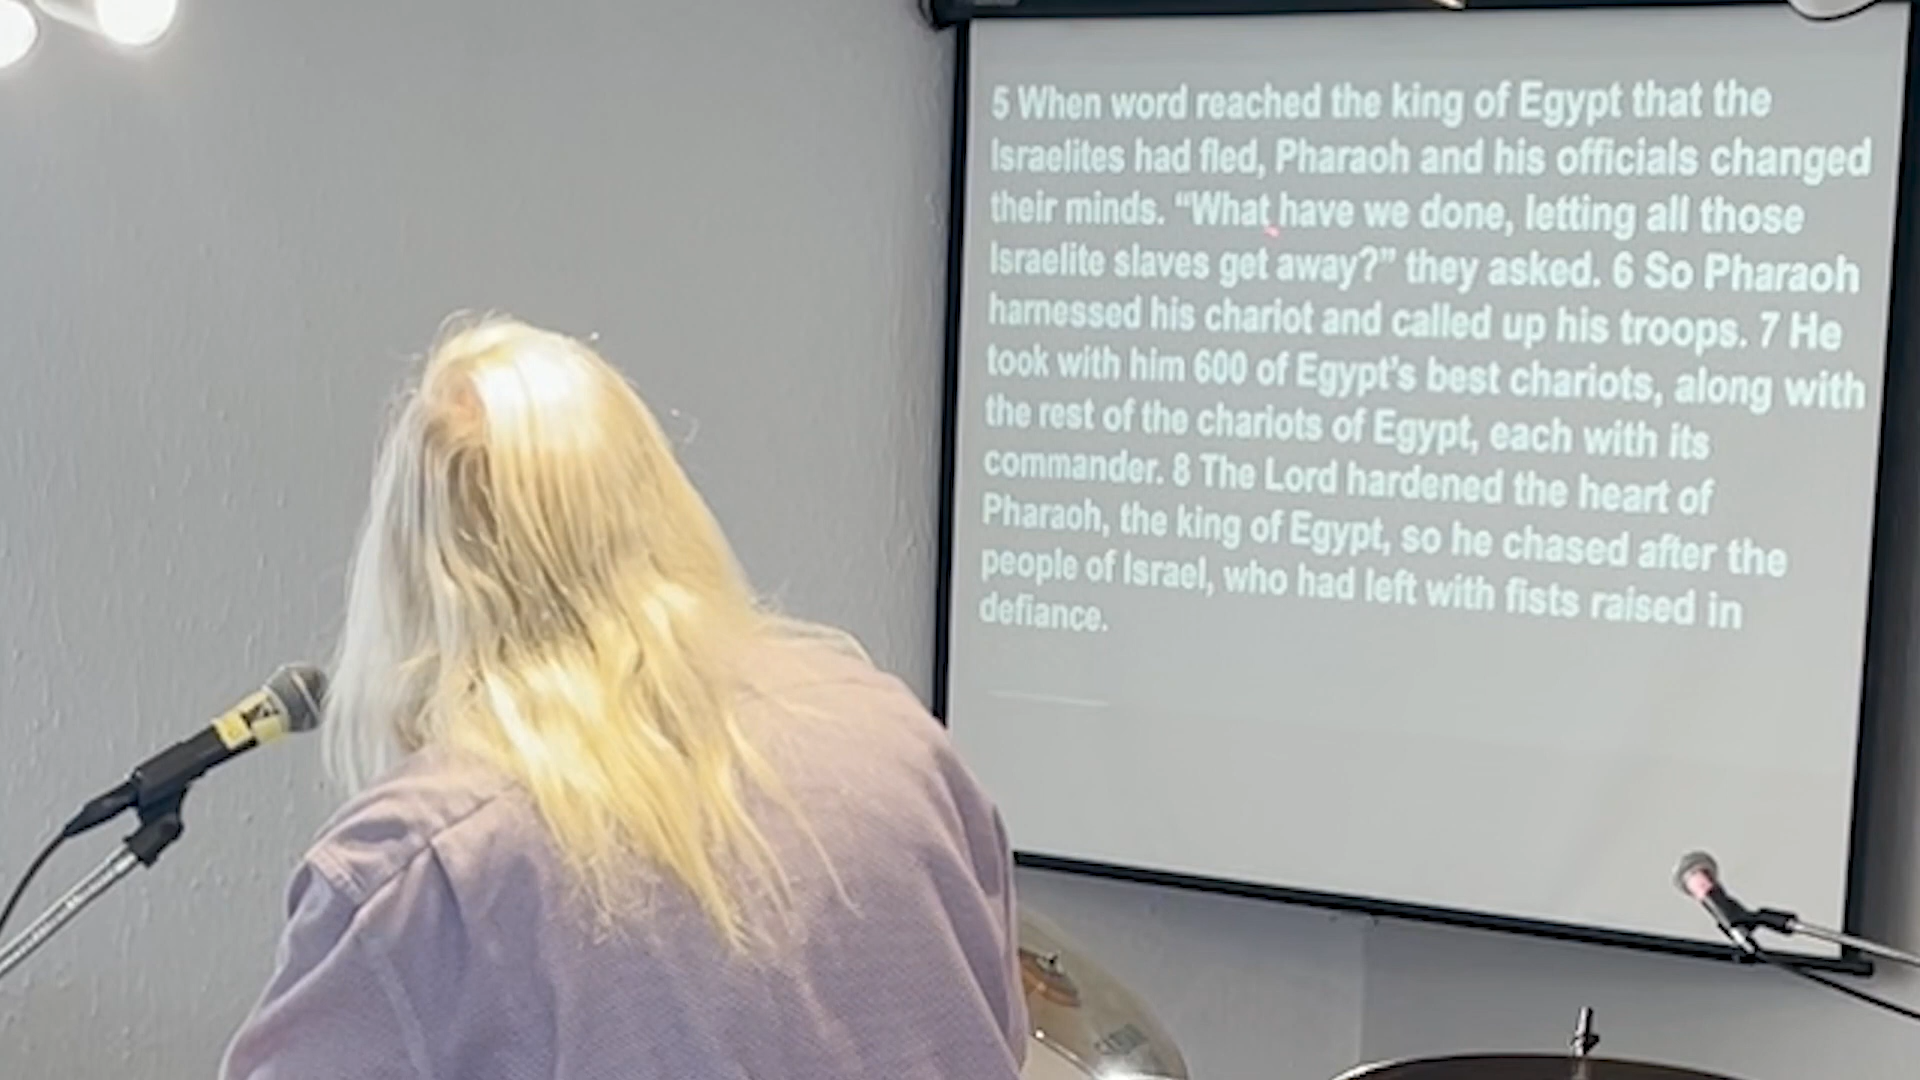 5 When word reached the king of Egypt that the
Israelites had fled, Pharaoh and his officials changed
their minds. “What have we done, letting all those
Israelite slaves get away?” they asked. 6 So Pharaoh
harnessed his chariot and called up his troops. 7 He
took with him 600 of Egypt’s best chariots, along with
the rest of the chariots of Egypt, each with its
commander. 8 The Lord hardened the heart of
Pharaoh, the king of Egypt, so he chased after the
people of Israel, who had left with fists raised in
defiance.